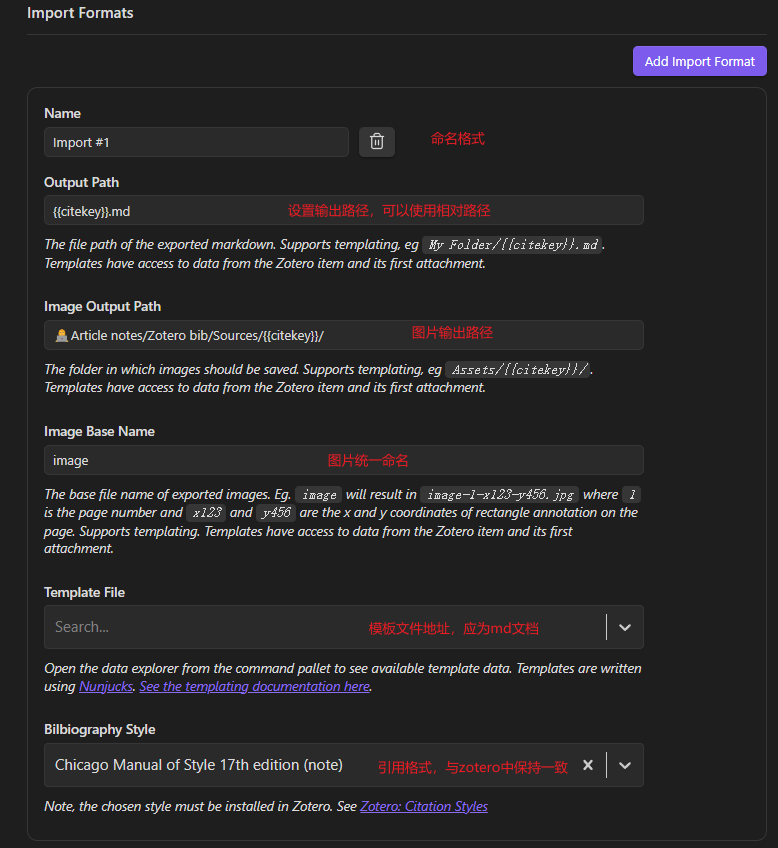 Import Formats
Add Import Format
Name
Import #1
命名格式
Output Path
{{citekey}}.md
设置输出路径，可以使用相对路径
The file path of the exported markdown. Supports templating, eg My Folder/{{citekey}}.md.
Templates have access to data from the Zotero item and its first attachment.
Image Output Path
Article notes/Zotero bib/Sources/{{citekey}}/
图片输出路径
The folder in which images should be saved. Supports templating, eg Assets/{{citekey}}/.
Templates have access to data from the Zotero item and its first attachment.
Image Base Name
image
图片统一命名
The base file name of exported images. Eg. image will result in image-1-x123-y456.jpg where 1
is the page number and x123 and y456 are the x and y coordinates of rectangle annotation on the
page. Supports templating. Templates have access to data from the Zotero item and its first
attachment.
Template File
Search...
模板文件地址，应为md文档
Open the data explorer from the command pallet to see available template data. Templates are written
using Nunjucks. See the templating documentation here.
Bilbiography Style
Chicago Manual of Style 17th edition (note)
引用格式，与zotero中保持一致
Note, the chosen style must be installed in Zotero. See Zotero: Citation Styles